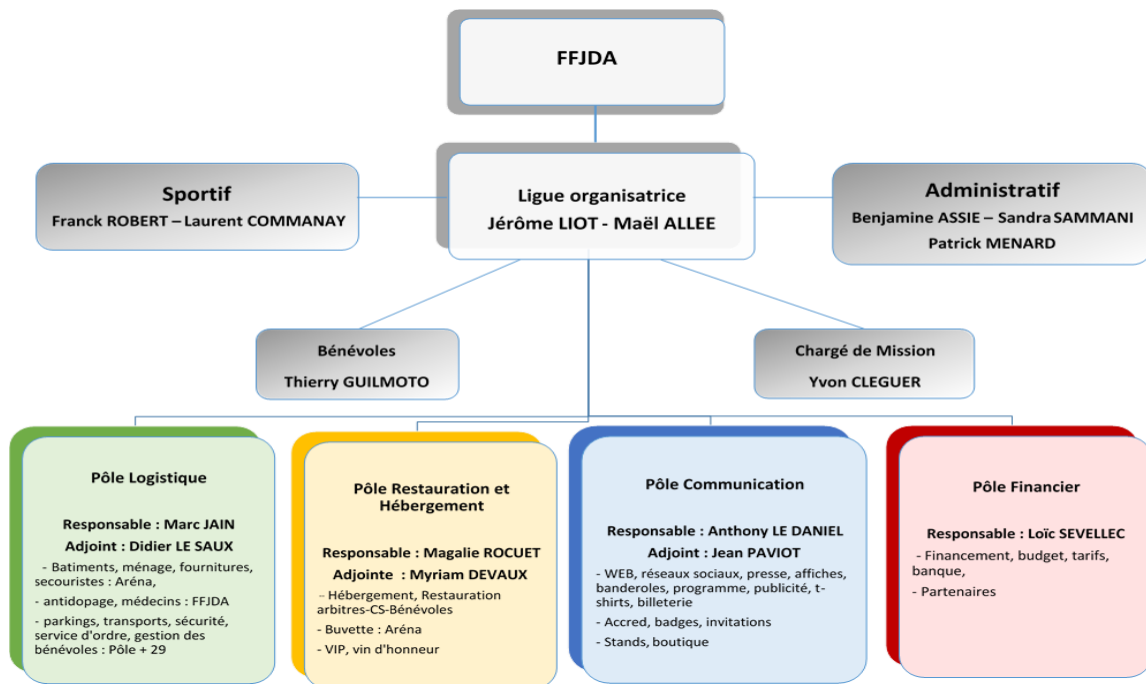 FFJDA
Sportif
Franck ROBERT – Laurent COMMANAY
Ligue organisatrice
Jérôme LIOT - Maël ALLEE
Administratif
Benjamine ASSIE – Sandra SAMMANI
Patrick MENARD
Bénévoles
Thierry GUILMOTO
Chargé de Mission
Yvon CLEGUER
Pôle Logistique
Responsable : Marc JAIN
Adjoint : Didier LE SAUX
- Batiments, ménage, fournitures,
secouristes : Aréna,
- antidopage, médecins : FFJDA
- parkings, transports, sécurité,
service d'ordre, gestion des
bénévoles : Pôle + 29
Pôle Restauration et
Hébergement
Responsable : Magalie ROCUET
Adjointe : Myriam DEVAUX
- Hébergement, Restauration
arbitres-CS-Bénévoles
- Buvette : Aréna
- VIP, vin d'honneur
Pôle Communication
Responsable : Anthony LE DANIEL
Adjoint : Jean PAVIOT
- WEB, réseaux sociaux, presse, affiches,
banderoles, programme, publicité, t-
shirts, billeterie
- Accred, badges, invitations
- Stands, boutique
Pôle Financier
Responsable : Loïc SEVELLEC
- Financement, budget, tarifs,
banque,
- Partenaires